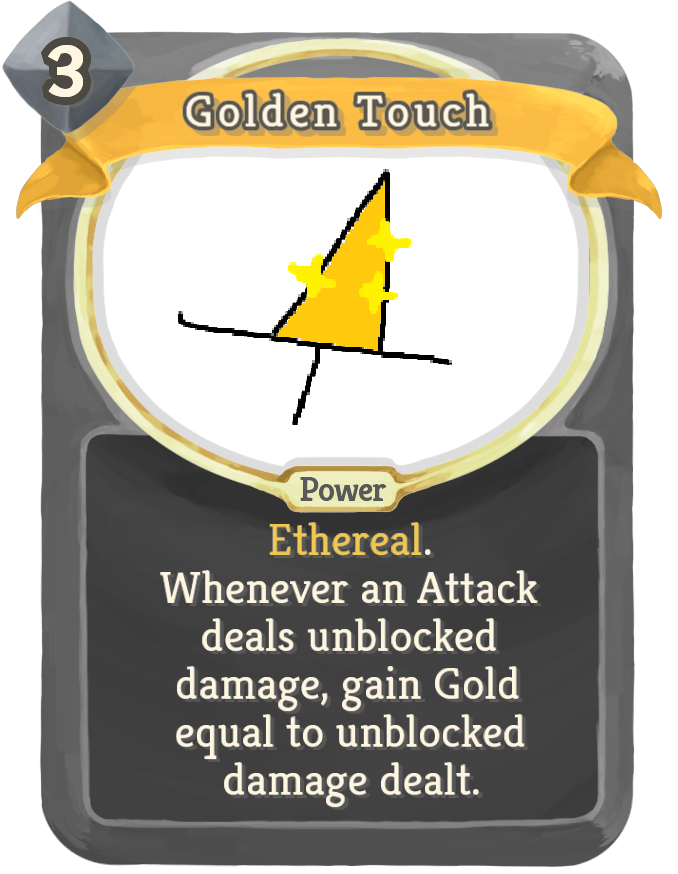 3
Golden Touch
Power
Ethereal.
Whenever an Attack
deals unblocked
damage, gain Gold
equal to unblocked
damage dealt.